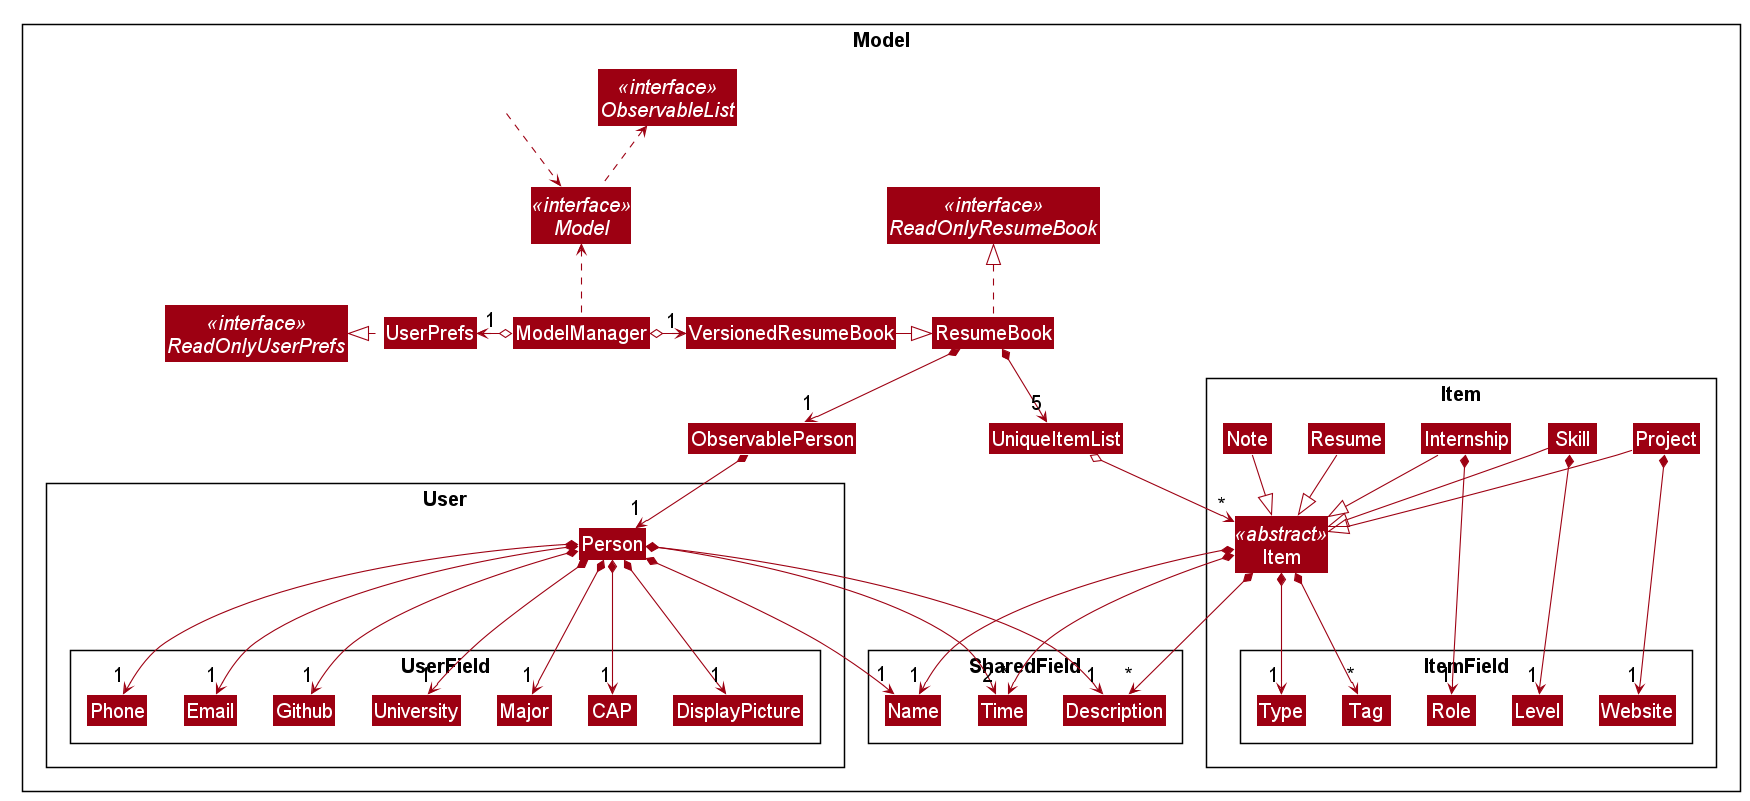 Model
«interface»
ObservableList
«interface»
Model
«interface»
ReadOnlyResumeBook
«interface»
ReadOnlyUserPrefs
UserPrefs
1
ModelManager
1
VersionedResumeBook
ResumeBook
1
5
ObservablePerson
UniqueItemList
Item
Note
Resume
Internship
Skill
Project
User
1
*
Person
«abstract»
Item
UserField
1
1
1
1
1
1
1
Phone
Email
Github
University
Major
CAP
DisplayPicture
SharedField
1
1
2
1
*
Name
Time
Description
ItemField
1
*
1
1
1
Type
Tag
Role
Level
Website